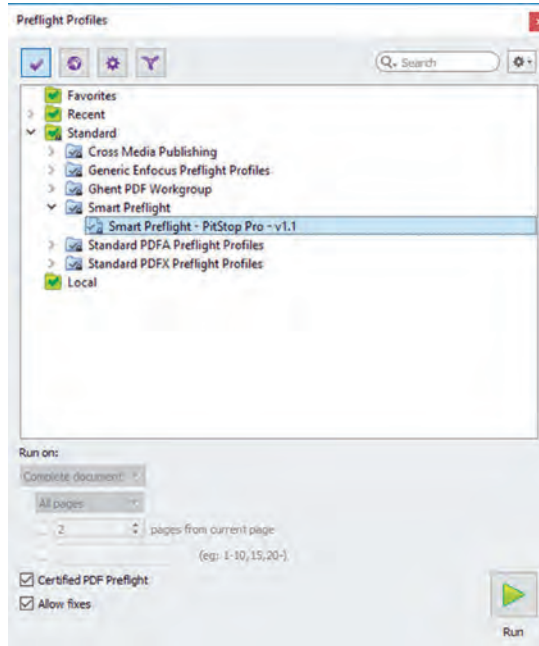 Preflight Profiles
Search
Favorites
Recent
Standard
Cross Media Publishing
Generic Enfocus Preflight Profiles
Ghent PDF Workgroup
Smart Preflight
Smart Preflight - PitStop Pro - v1.1
Standard PDFA Preflight Profiles
Standard PDFX Preflight Profiles
Local
Run on:
Complete document
All pages
2 pages from current page
(eg: 1-10,15,20-)
Certified PDF Preflight
Allow fixes
Run